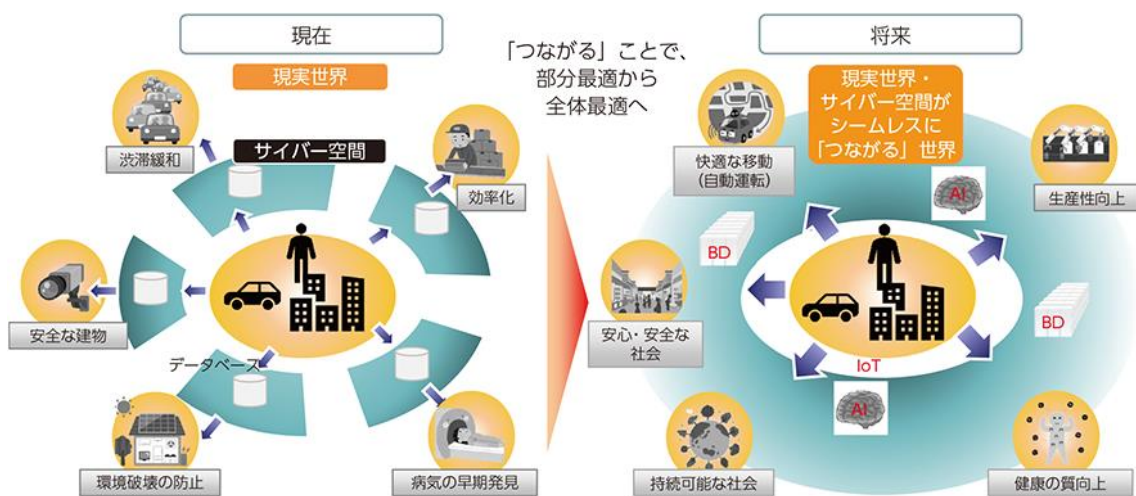 現在
現実世界
サイバー空間
渋滞緩和
効率化
安全な建物
データベース
環境破壊の防止
病気の早期発見
「つながる」ことで、
部分最適から
全体最適へ
将来
現実世界・
サイバー空間が
シームレスに
「つながる」世界
快適な移動
(自動運転)
AI
生産性向上
BD
安心・安全な
社会
BD
IoT
AI
持続可能な社会
健康の質向上